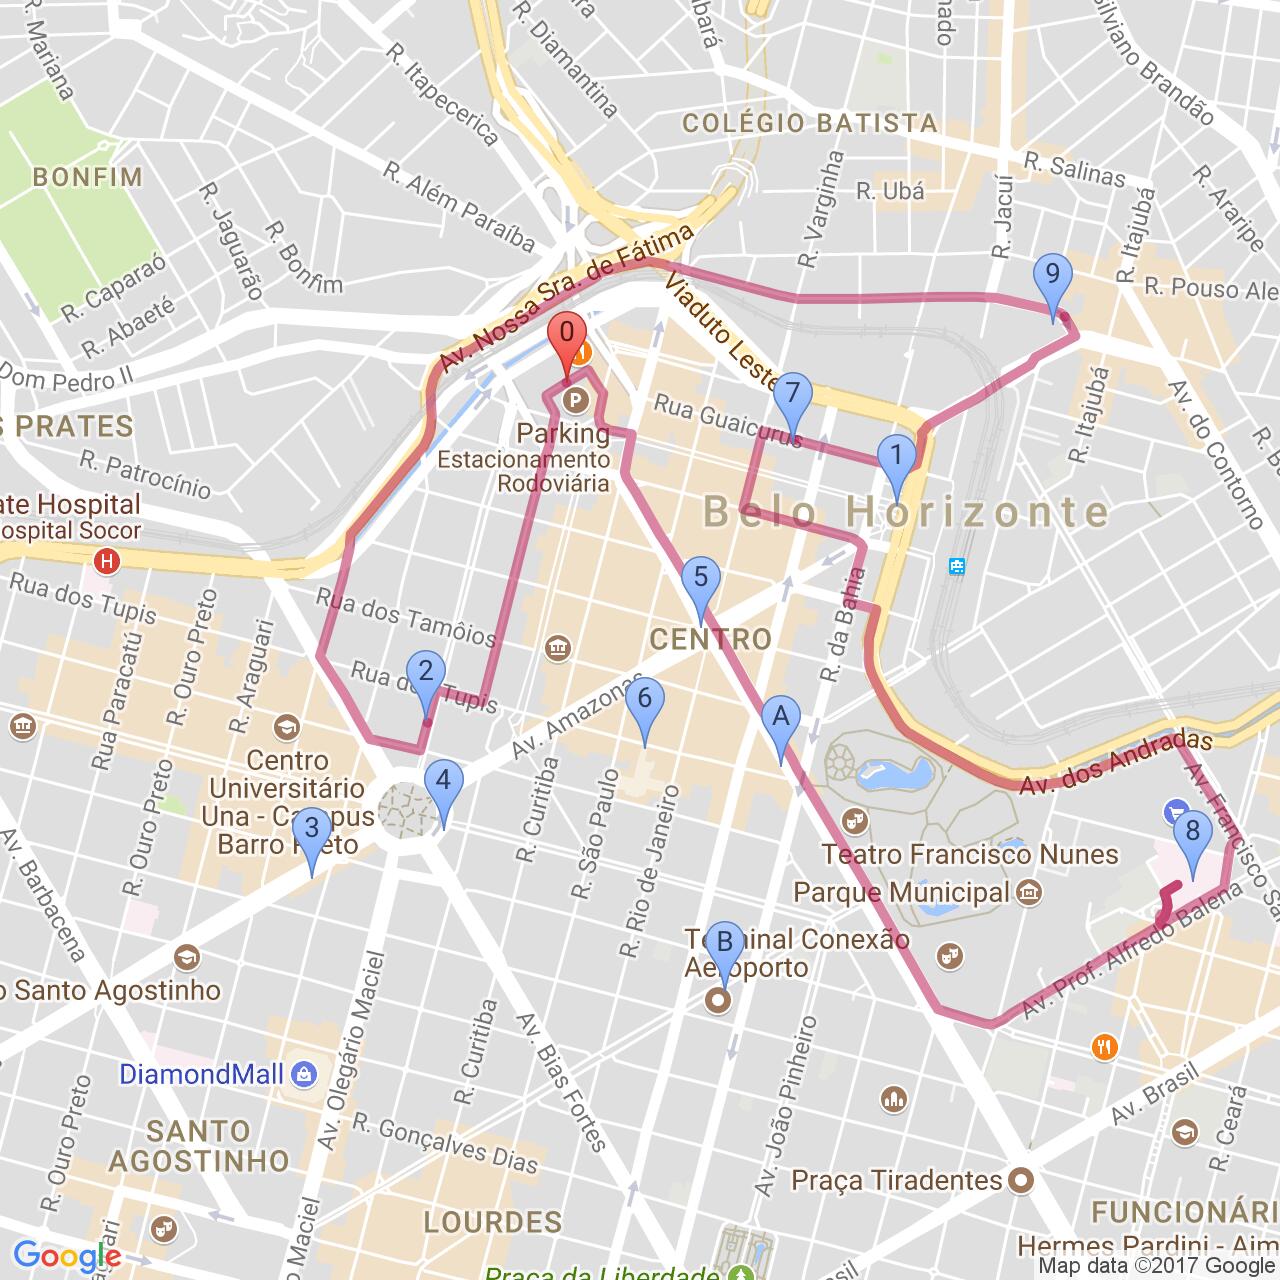 R. Mariana
R. Diamantina
R. Itapecerica
COLÉGIO BATISTA
Silviano Brandão
BONFIM
R. Além Paraíba
R. Varginha
R. Ubá
R. Jacuí
R. Salinas
R. Itajubá
R. Araripe
R. Jaguarão
R. Bonfim
R. Caparaó
R. Abaeté
Av. Nossa Sra. de Fátima
Viaduto Leste
9
R. Pouso Ale
0
Dom Pedro II
7
S PRATES
Parking
Estacionamento
Rodoviária
Rua Guaicurus
R. Itajubá
Av. do Contorno
R. Patrocínio
1
ate Hospital
ospital Socor
Belo Horizonte
Rua dos Tupis
R. Ouro Preto
R. Araguari
Rua Paracatú
Rua dos Tamôios
5
CENTRO
R. da Bahia
2
Rua dos Tupis
6
A
Av. Amazonas
Av. dos Andradas
Av. Francisco Sa
Centro
Universitário
Una - Campus
Barro Preto
3
4
R. Ouro Preto
R. Curitiba
R. São Paulo
R. Rio de Janeiro
8
Teatro Francisco Nunes
Parque Municipal
Av. Barbacena
B
Terminal Conexão
Aeroporto
Av. Prof. Alfredo Balena
o Santo Agostinho
Av. Olegário Maciel
R. Curitiba
Av. Bias Fortes
Av. João Pinheiro
DiamondMall
R. Ouro Preto
SANTO
AGOSTINHO
R. Gonçalves Dias
Av. Brasil
R. Ceará
Praça Tiradentes
LOURDES
FUNCIONÁRI
Hermes Pardini - Aim
Praça da Liberdade
Google
Map data ©2017 Google